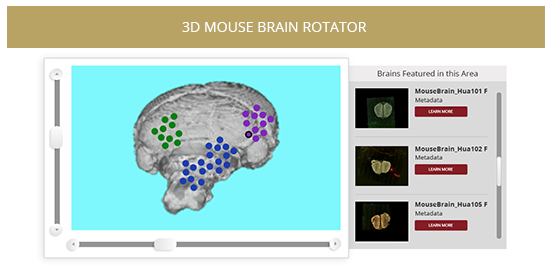 3D MOUSE BRAIN ROTATOR
Brains Featured in this Area
MouseBrain_Hua101 F
Metadata
LEARN MORE
MouseBrain_Hua102 F
Metadata
LEARN MORE
MouseBrain_Hua105 F
Metadata
LEARN MORE